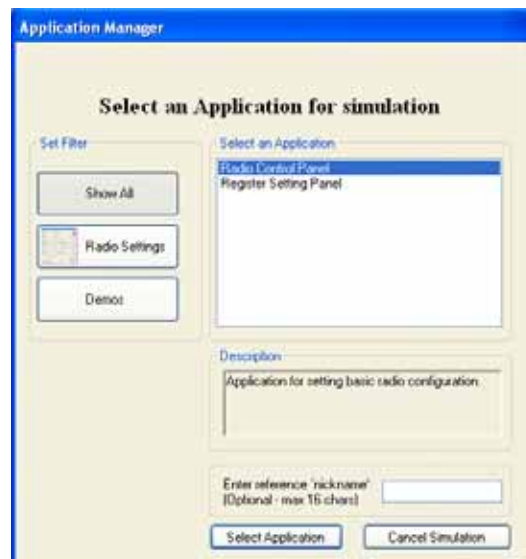 Application Manager
Select an Application for simulation
Set Filter
Show All
Radio Settings
Demos
Select an Application
Radio Control Panel
Register Setting Panel
Description
Application for setting basic radio configuration
Enter reference 'nickname'
(Optional - max 16 chars)
Select Application
Cancel Simulation